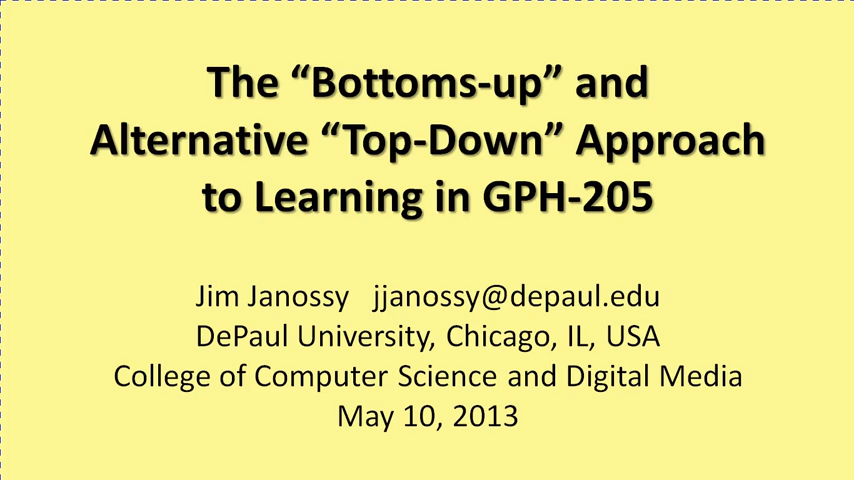 The “Bottoms-up” and
Alternative “Top-Down” Approach
to Learning in GPH-205
Jim Janossy jjanossy@depaul.edu
DePaul University, Chicago, IL, USA
College of Computer Science and Digital Media
May 10, 2013